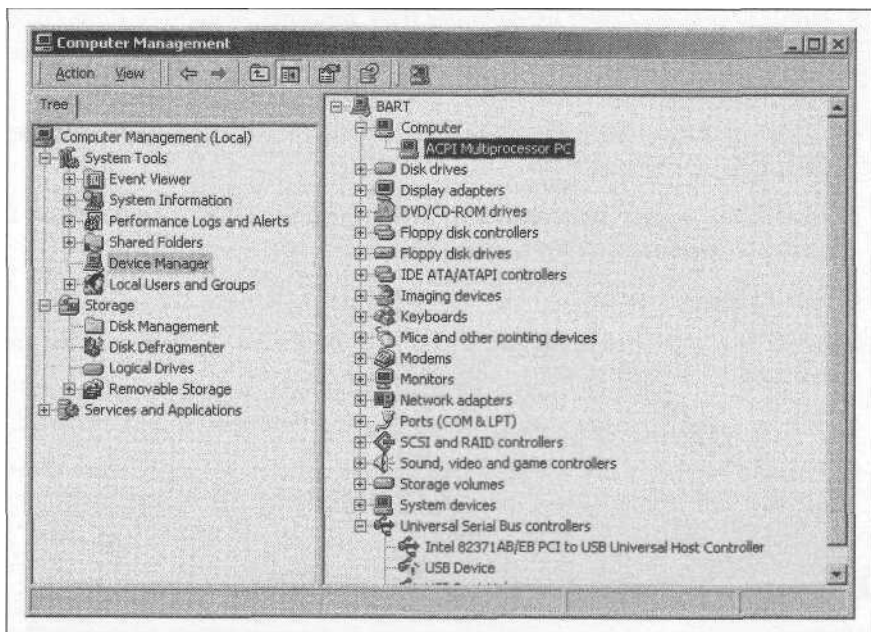 Computer Management
Action View
Tree
Computer Management (Local)
System Tools
Event Viewer
System Information
Performance Logs and Alerts
Shared Folders
Device Manager
Local Users and Groups
Storage
Disk Management
Disk Defragmenter
Logical Drives
Removable Storage
Services and Applications
BART
Computer
ACPI Multiprocessor PC
Disk drives
Display adapters
DVD/CD-ROM drives
Floppy disk controllers
Floppy disk drives
IDE ATA/ATAPI controllers
Imaging devices
Keyboards
Mice and other pointing devices
Modems
Monitors
Network adapters
Ports (COM & LPT)
SCSI and RAID controllers
Sound, video and game controllers
Storage volumes
System devices
Universal Serial Bus controllers
Intel 82371AB/EB PCI to USB Universal Host Controller
USB Device